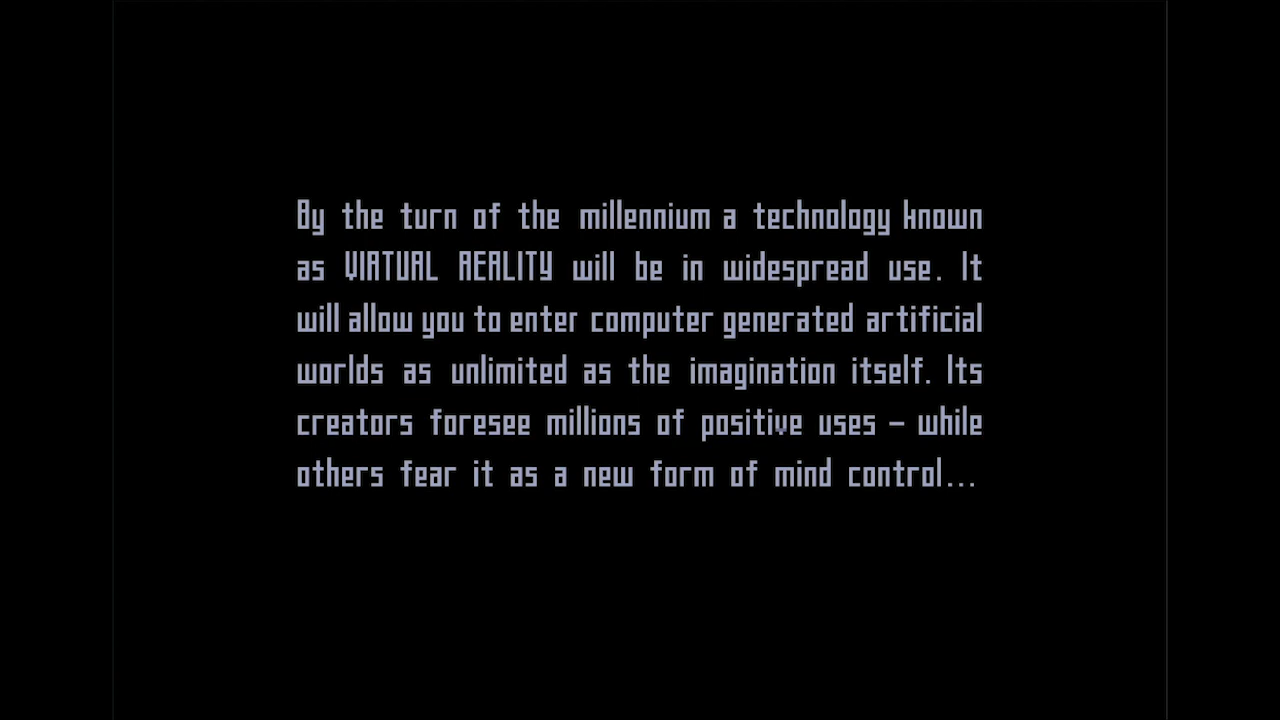 By the turn of the millennium a technology known
as VIRTUAL REALITY will be in widespread use. It
will allow you to enter computer generated artificial
worlds as unlimited as the imagination itself. Its
creators foresee millions of positive uses – while
others fear it as a new form of mind control...